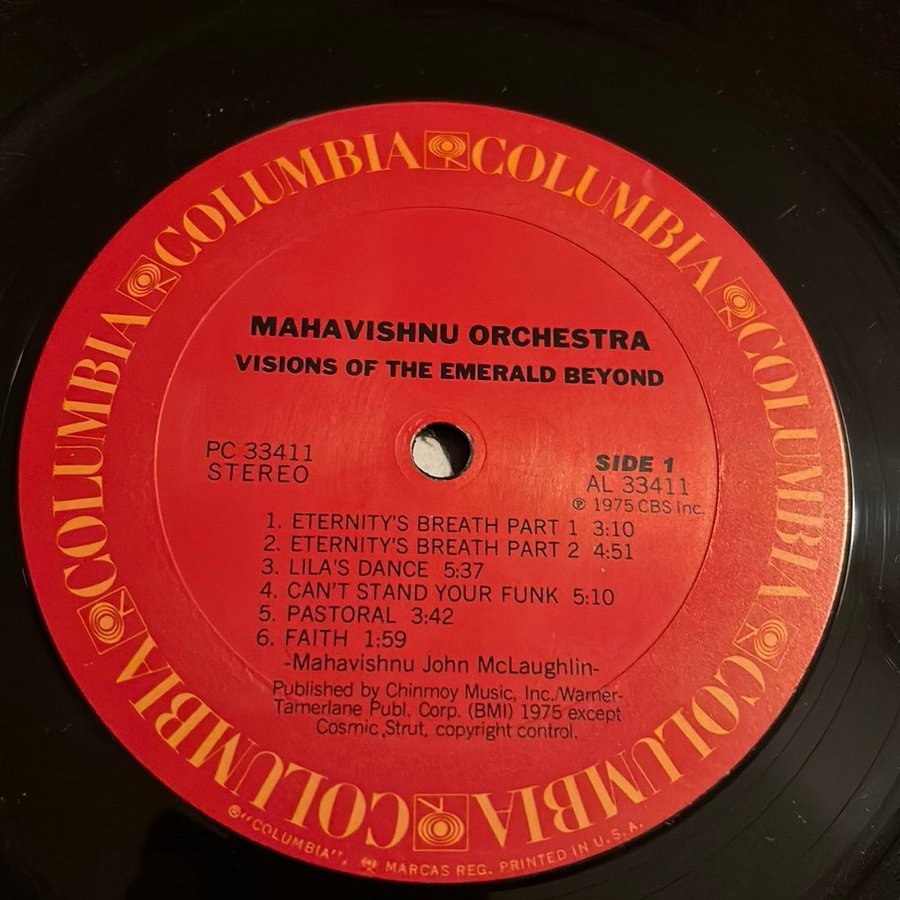 COLUMBIA COLUMBIA COLUMBIA COLUMBIA COLUMBIA COLUMBIA
MAHAVISHNU ORCHESTRA
VISIONS OF THE EMERALD BEYOND
PC 33411
STEREO
SIDE 1
AL 33411
℗ 1975 CBS Inc.
1. ETERNITY'S BREATH PART 1 3:10
2. ETERNITY'S BREATH PART 2 4:51
3. LILA'S DANCE 5:37
4. CAN'T STAND YOUR FUNK 5:10
5. PASTORAL 3:42
6. FAITH 1:59
-Mahavishnu John McLaughlin-
Published by Chinmoy Music, Inc./Warner-
Tamerlane Publ. Corp. (BMI) 1975 except
Cosmic Strut, copyright control.
®"COLUMBIA", MARCAS REG. PRINTED IN U.S.A.